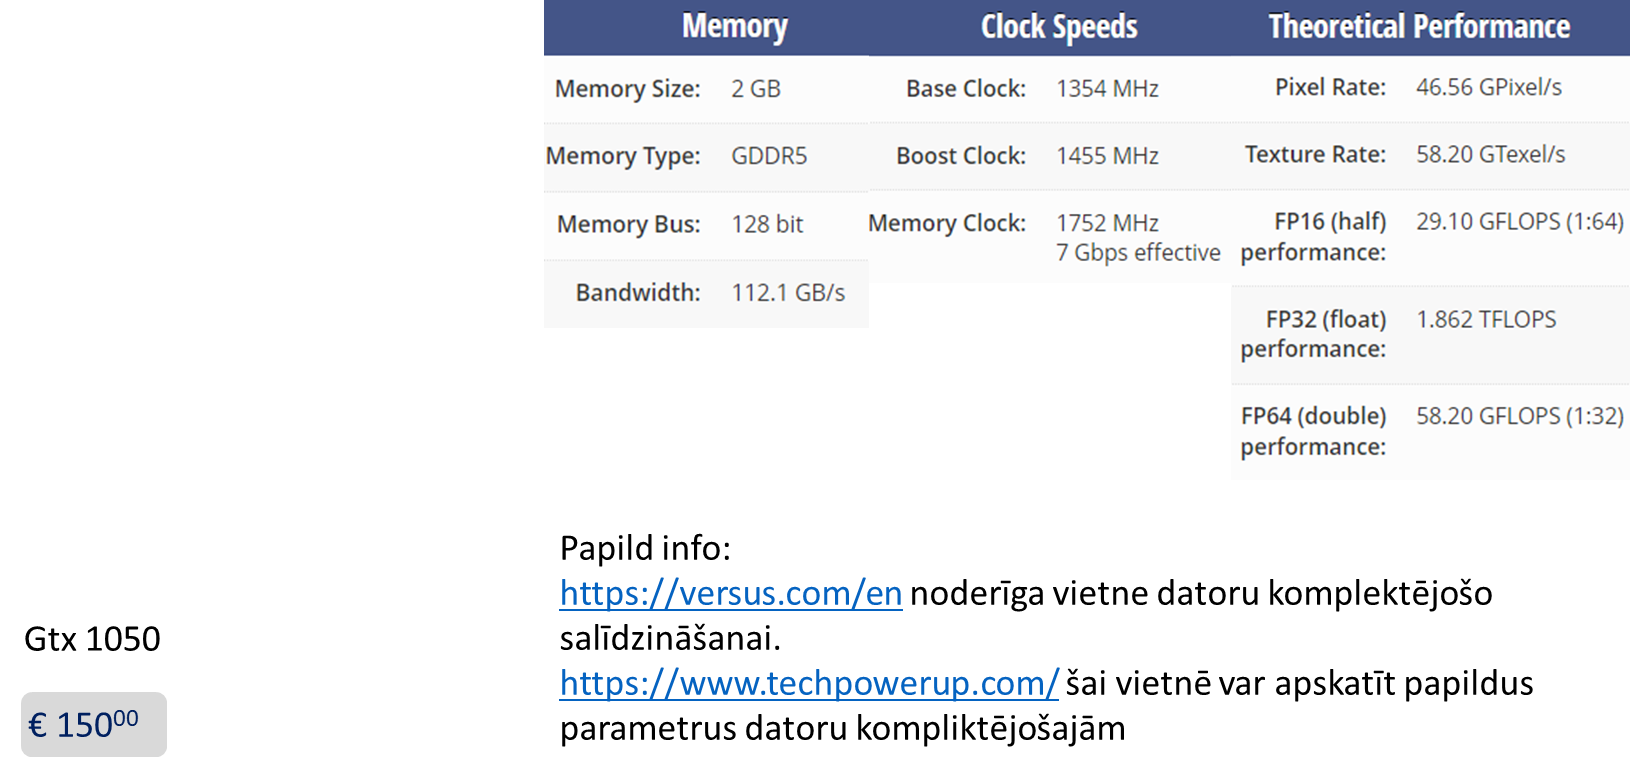 Memory
Memory Size: 2 GB
Memory Type: GDDR5
Memory Bus: 128 bit
Bandwidth: 112.1 GB/s
Clock Speeds
Base Clock: 1354 MHz
Boost Clock: 1455 MHz
Memory Clock: 1752 MHz
7 Gbps effective
Theoretical Performance
Pixel Rate: 46.56 GPixel/s
Texture Rate: 58.20 GTexel/s
FP16 (half) 29.10 GFLOPS (1:64)
performance:
FP32 (float) 1.862 TFLOPS
performance:
FP64 (double) 58.20 GFLOPS (1:32)
performance:
Gtx 1050
€ 150⁰⁰
Papild info:
https://versus.com/en noderīga vietne datoru komplektējošo
salīdzināšanai.
https://www.techpowerup.com/ šai vietnē var apskatīt papildus
parametrus datoru kompliktējošajām